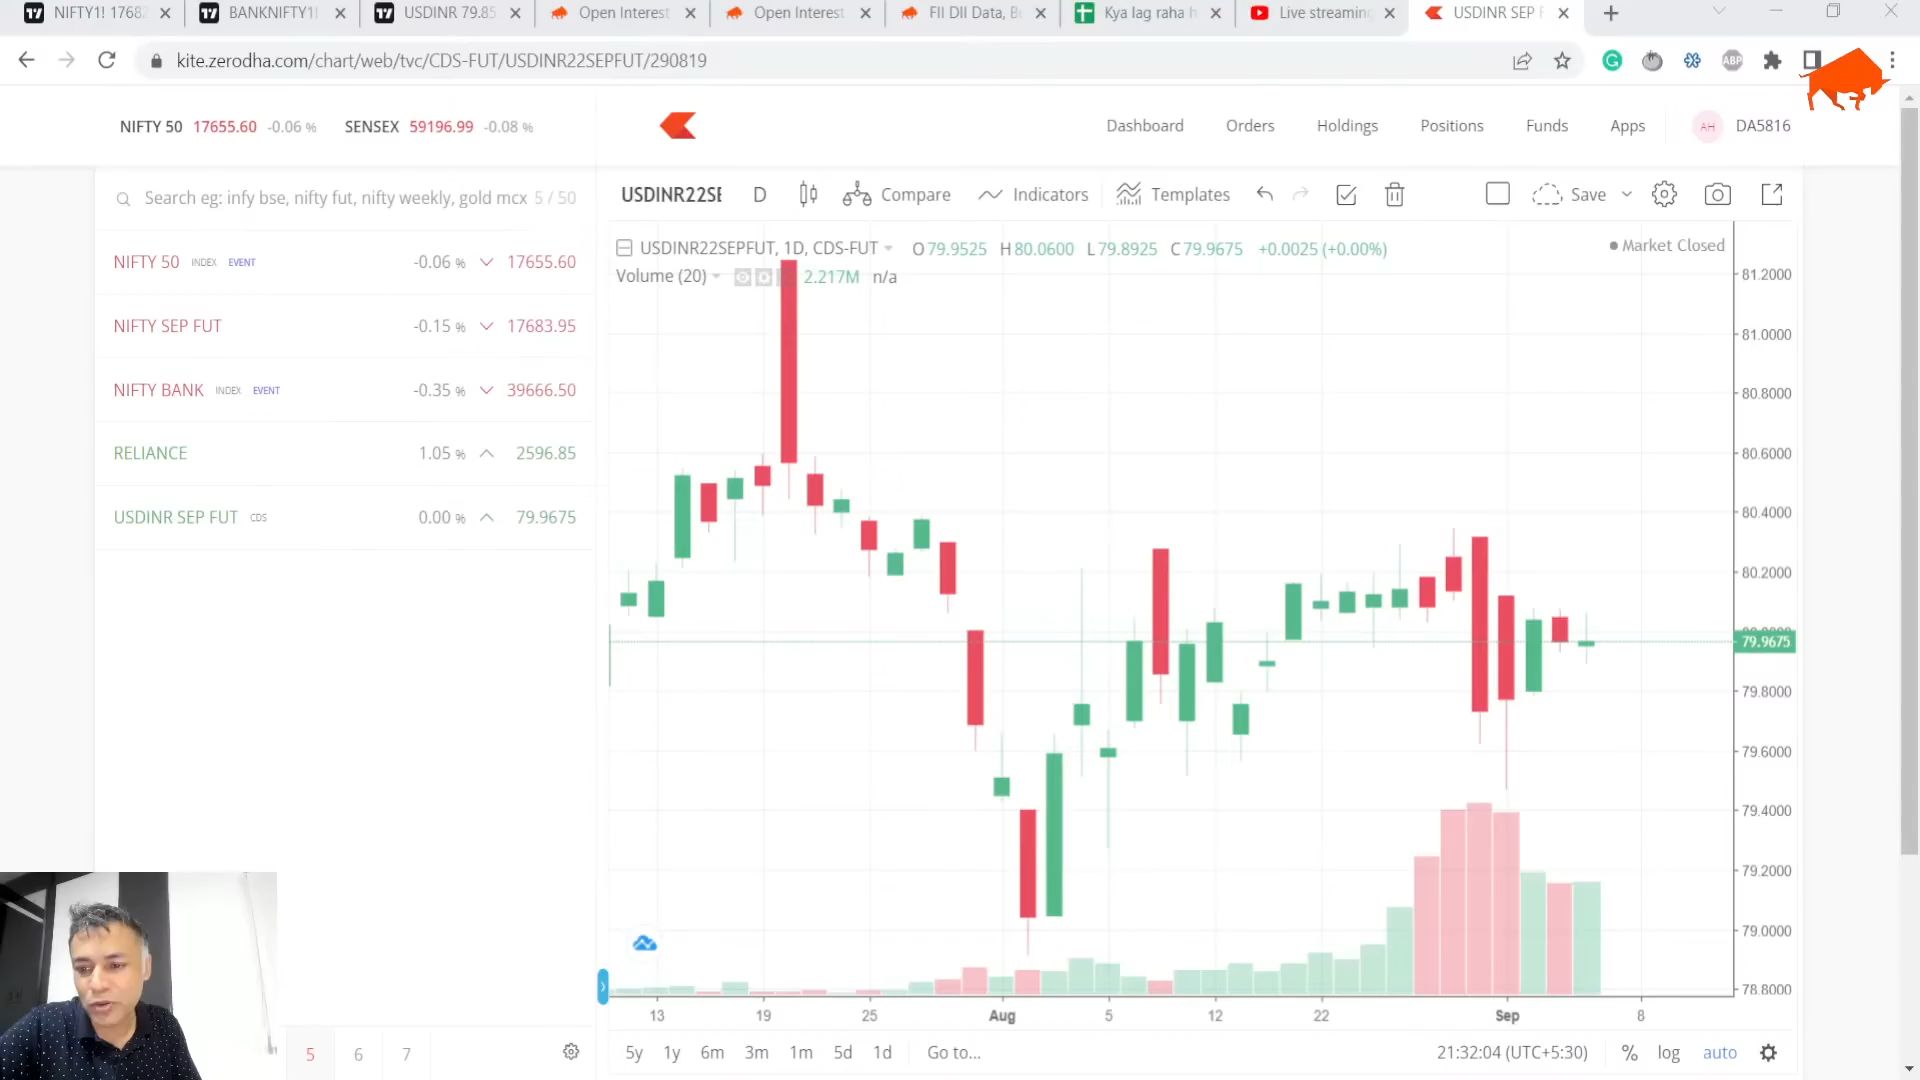 NIFTY1! 1768
BANKNIFTY1!
USDINR 79.85
Open Interest
Open Interest
FII DII Data, B
Kya lag raha h
Live streaming
USDINR SEP F
kite.zerodha.com/chart/web/tvc/CDS-FUT/USDINR22SEPFUT/290819
ABP
NIFTY 50 17655.60 -0.06 % SENSEX 59196.99 -0.08 %
Dashboard Orders Holdings Positions Funds Apps AH DA5816
Search eg: infy bse, nifty fut, nifty weekly, gold mcx 5 / 50
NIFTY 50 INDEX EVENT -0.06 % 17655.60
NIFTY SEP FUT -0.15 % 17683.95
NIFTY BANK INDEX EVENT -0.35 % 39666.50
RELIANCE 1.05 % 2596.85
USDINR SEP FUT CDS 0.00 % 79.9675
5 6 7
USDINR22SE D Compare Indicators Templates Save
USDINR22SEPFUT, 1D, CDS-FUT O79.9525 H80.0600 L79.8925 C79.9675 +0.0025 (+0.00%)
Market Closed
Volume (20) 2.217M n/a
81.2000
81.0000
80.8000
80.6000
80.4000
80.2000
79.9675
79.8000
79.6000
79.4000
79.2000
79.0000
78.8000
13 19 25 Aug 5 12 22 Sep 8
5y 1y 6m 3m 1m 5d 1d Go to... 21:32:04 (UTC+5:30) % log auto